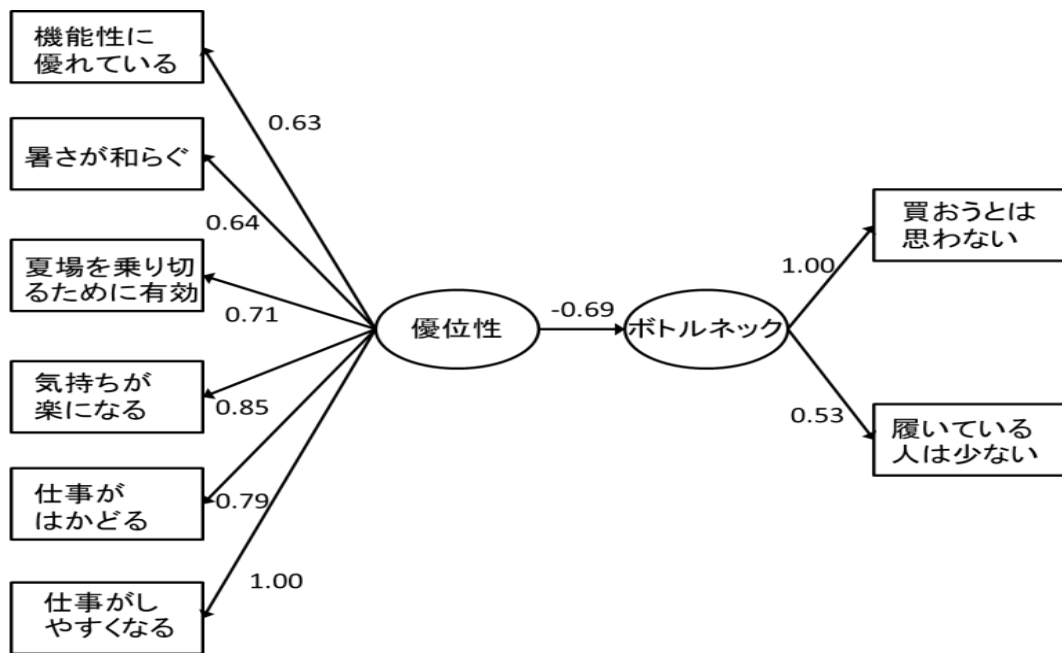 機能性に
優れている
0.63
暑さが和らぐ
0.64
夏場を乗り切
るために有効
0.71
気持ちが
楽になる
0.85
仕事が
はかどる
0.79
仕事がし
やすくなる
1.00
優位性
-0.69
ボトルネック
買おうとは
思わない
1.00
履いている
人は少ない
0.53